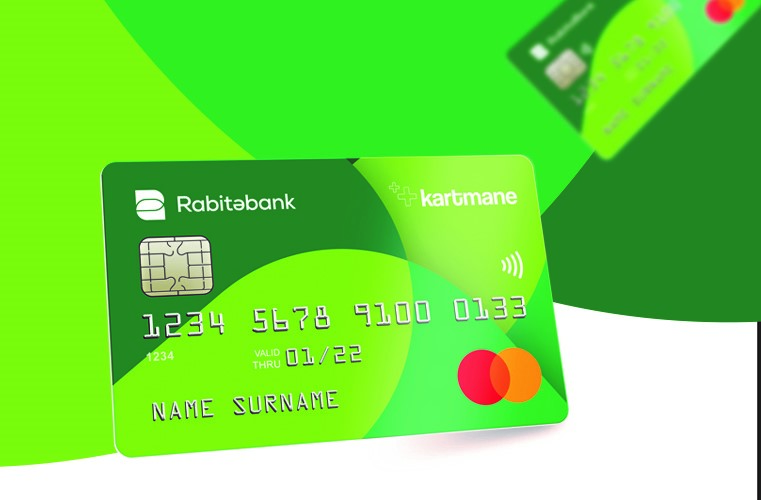 Rabitəbank
kartmane
1234 5678 9100 0133
1234
VALID THRU 01/22
NAME SURNAME